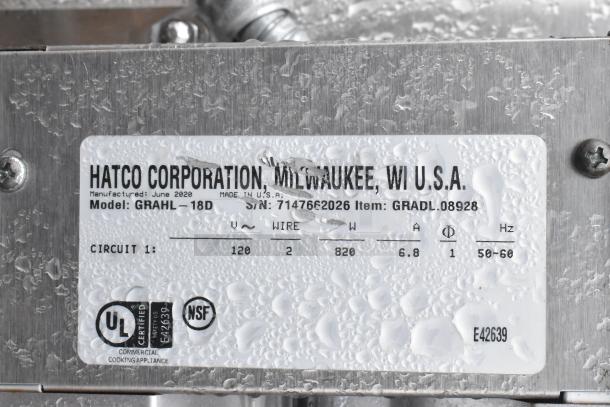 HATCO CORPORATION, MILWAUKEE, WI U.S.A.
Manufactured: June 2020 MADE IN U.S.A.
Model: GRAHL-18D S/N: 7147662026 Item: GRADL.08928
V~ WIRE W A Φ Hz
CIRCUIT 1: 120 2 820 6.8 1 50-60
UL CERTIFIED E42639 NSF
COMMERCIAL
COOKING APPLIANCE
E42639